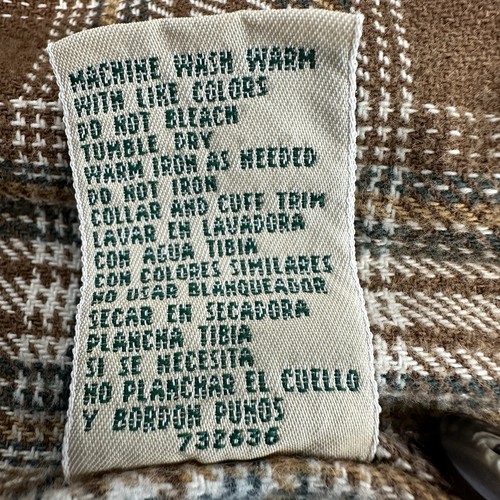 MACHINE WASH WARM
WITH LIKE COLORS
DO NOT BLEACH
TUMBLE DRY
WARM IRON AS NEEDED
DO NOT IRON
COLLAR AND CUFF TRIM
LAVAR EN LAVADORA
CON AGUA TIBIA
CON COLORES SIMILARES
NO USAR BLANQUEADOR
SECAR EN SECADORA
PLANCHA TIBIA
SI SE NECESITA
NO PLANCHAR EL CUELLO
Y BORDON PUNOS
732636